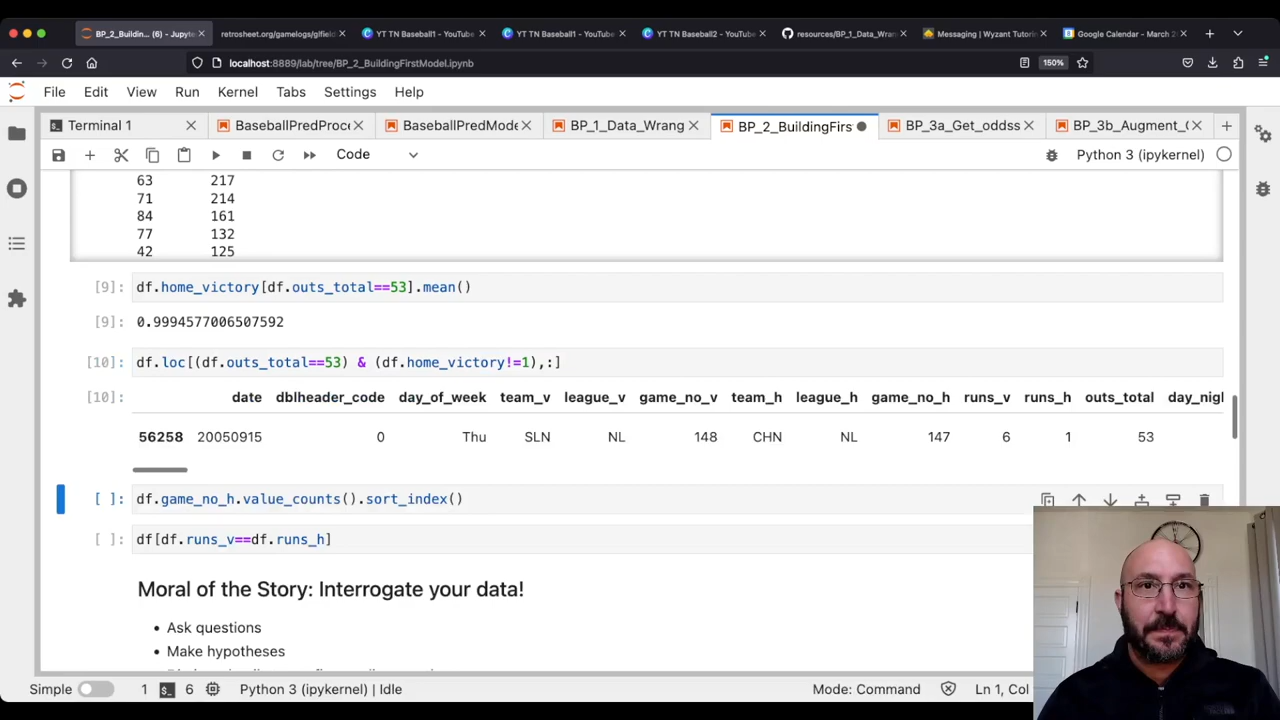 BP_2_Buildin... (6) - Jupyte
retrosheet.org/gamelogs/glfield
YT TN Baseball1 - YouTube
YT TN Baseball1 - YouTube
YT TN Baseball2 - YouTube
resources/BP_1_Data_Wra
Messaging | Wyzant Tutori
Google Calendar - March 2
localhost:8889/lab/tree/BP_2_BuildingFirstModel.ipynb
150%
File Edit View Run Kernel Tabs Settings Help
Terminal 1
BaseballPredProc
BaseballPredMode
BP_1_Data_Wrang
BP_2_BuildingFirs
BP_3a_Get_oddss
BP_3b_Augment_
Code
Python 3 (ipykernel)
63 217
71 214
84 161
77 132
42 125
[9]: df.home_victory[df.outs_total==53].mean()
[9]: 0.9994577006507592
[10]: df.loc[(df.outs_total==53) & (df.home_victory!=1),:]
[10]: date dblheader_code day_of_week team_v league_v game_no_v team_h league_h game_no_h runs_v runs_h outs_total day_nigl
56258 20050915 0 Thu SLN NL 148 CHN NL 147 6 1 53
[ ]: df.game_no_h.value_counts().sort_index()
[ ]: df[df.runs_v==df.runs_h]
Moral of the Story: Interrogate your data!
• Ask questions
• Make hypotheses
Simple 1 6 Python 3 (ipykernel) | Idle
Mode: Command
Ln 1, Col